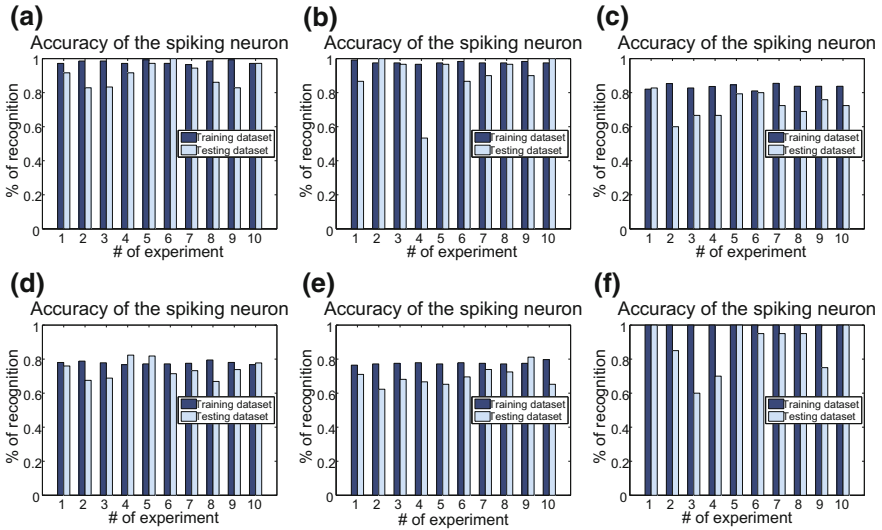 (a)
Accuracy of the spiking neuron
1
0.8
0.6
0.4
0.2
0
% of recognition
Training dataset
Testing dataset
1 2 3 4 5 6 7 8 9 10
# of experiment
(b)
Accuracy of the spiking neuron
1
0.8
0.6
0.4
0.2
0
% of recognition
Training dataset
Testing dataset
1 2 3 4 5 6 7 8 9 10
# of experiment
(c)
Accuracy of the spiking neuron
1
0.8
0.6
0.4
0.2
0
% of recognition
Training dataset
Testing dataset
1 2 3 4 5 6 7 8 9 10
# of experiment
(d)
Accuracy of the spiking neuron
1
0.8
0.6
0.4
0.2
0
% of recognition
Training dataset
Testing dataset
1 2 3 4 5 6 7 8 9 10
# of experiment
(e)
Accuracy of the spiking neuron
1
0.8
0.6
0.4
0.2
0
% of recognition
Training dataset
Testing dataset
1 2 3 4 5 6 7 8 9 10
# of experiment
(f)
Accuracy of the spiking neuron
1
0.8
0.6
0.4
0.2
0
% of recognition
Training dataset
Testing dataset
1 2 3 4 5 6 7 8 9 10
# of experiment